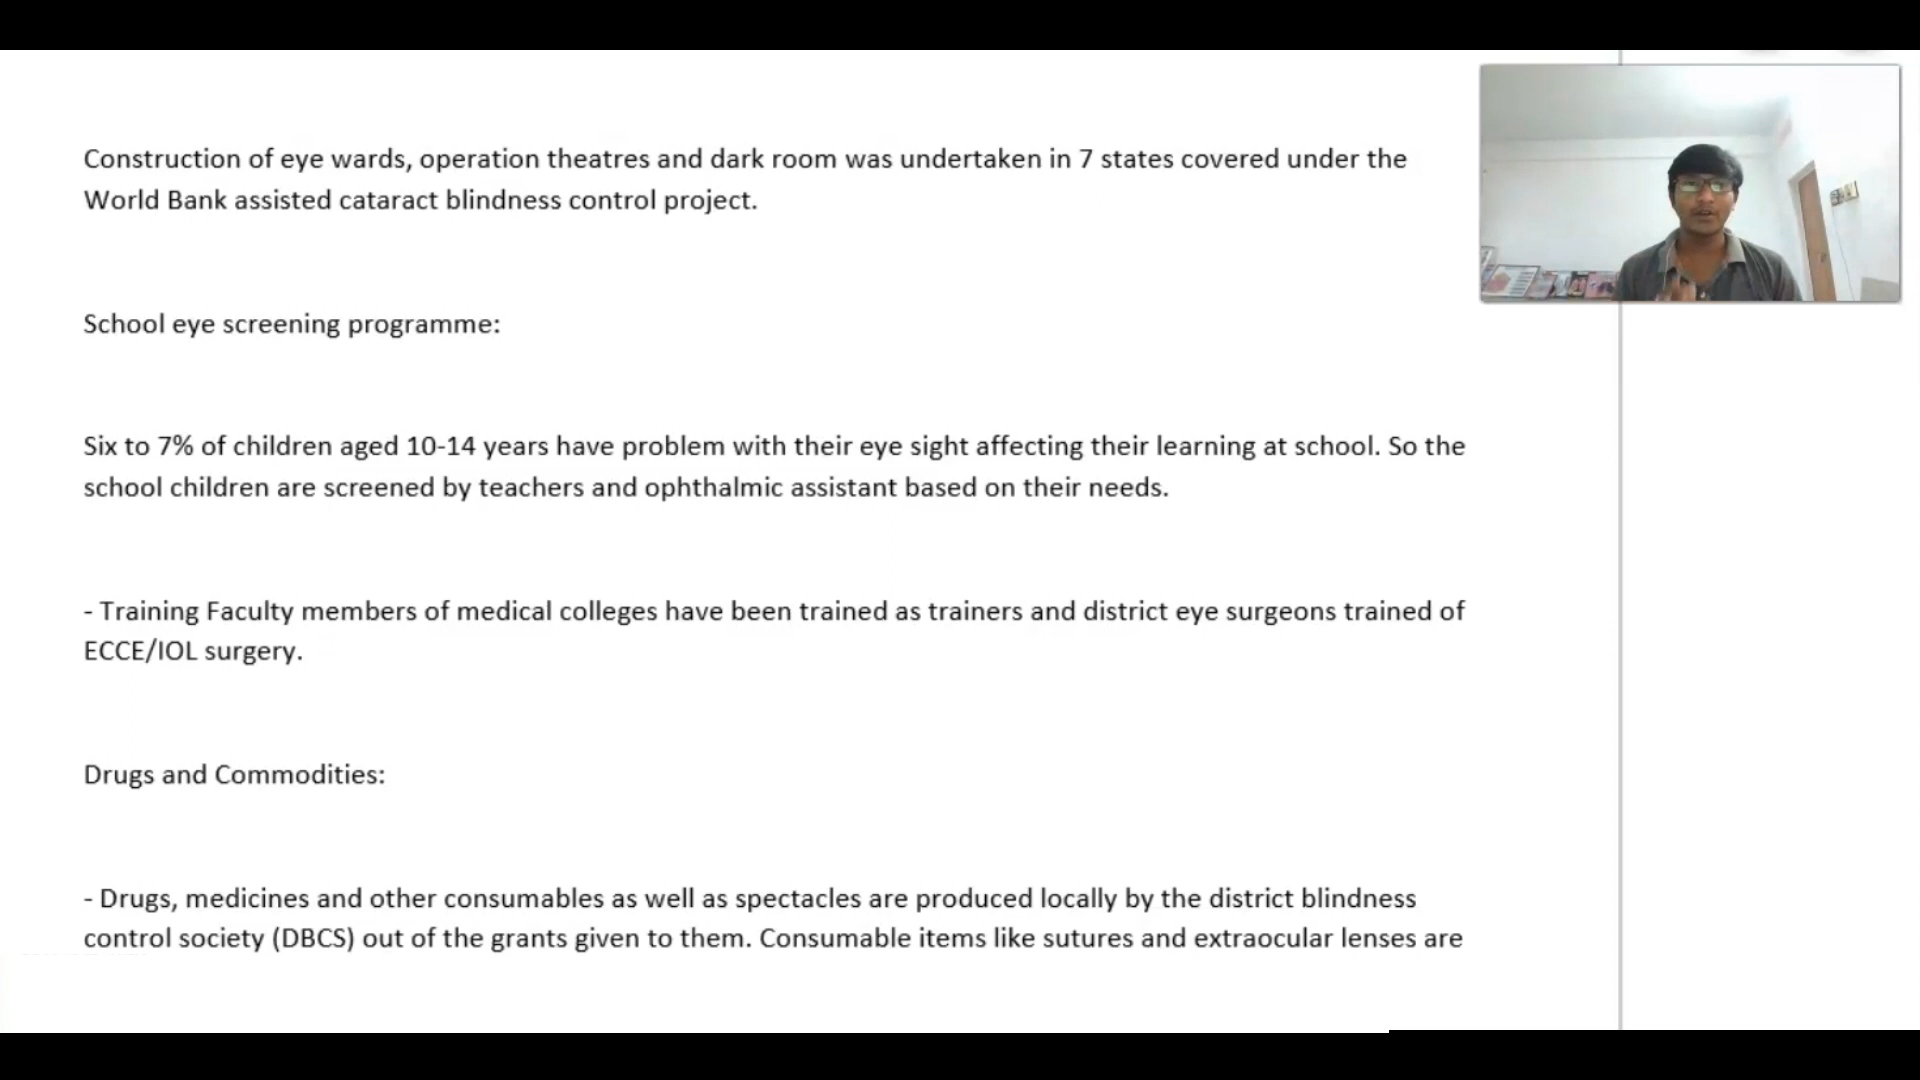 Construction of eye wards, operation theatres and dark room was undertaken in 7 states covered under the
World Bank assisted cataract blindness control project.
School eye screening programme:
Six to 7% of children aged 10-14 years have problem with their eye sight affecting their learning at school. So the
school children are screened by teachers and ophthalmic assistant based on their needs.
- Training Faculty members of medical colleges have been trained as trainers and district eye surgeons trained of
ECCE/IOL surgery.
Drugs and Commodities:
- Drugs, medicines and other consumables as well as spectacles are produced locally by the district blindness
control society (DBCS) out of the grants given to them. Consumable items like sutures and extraocular lenses are